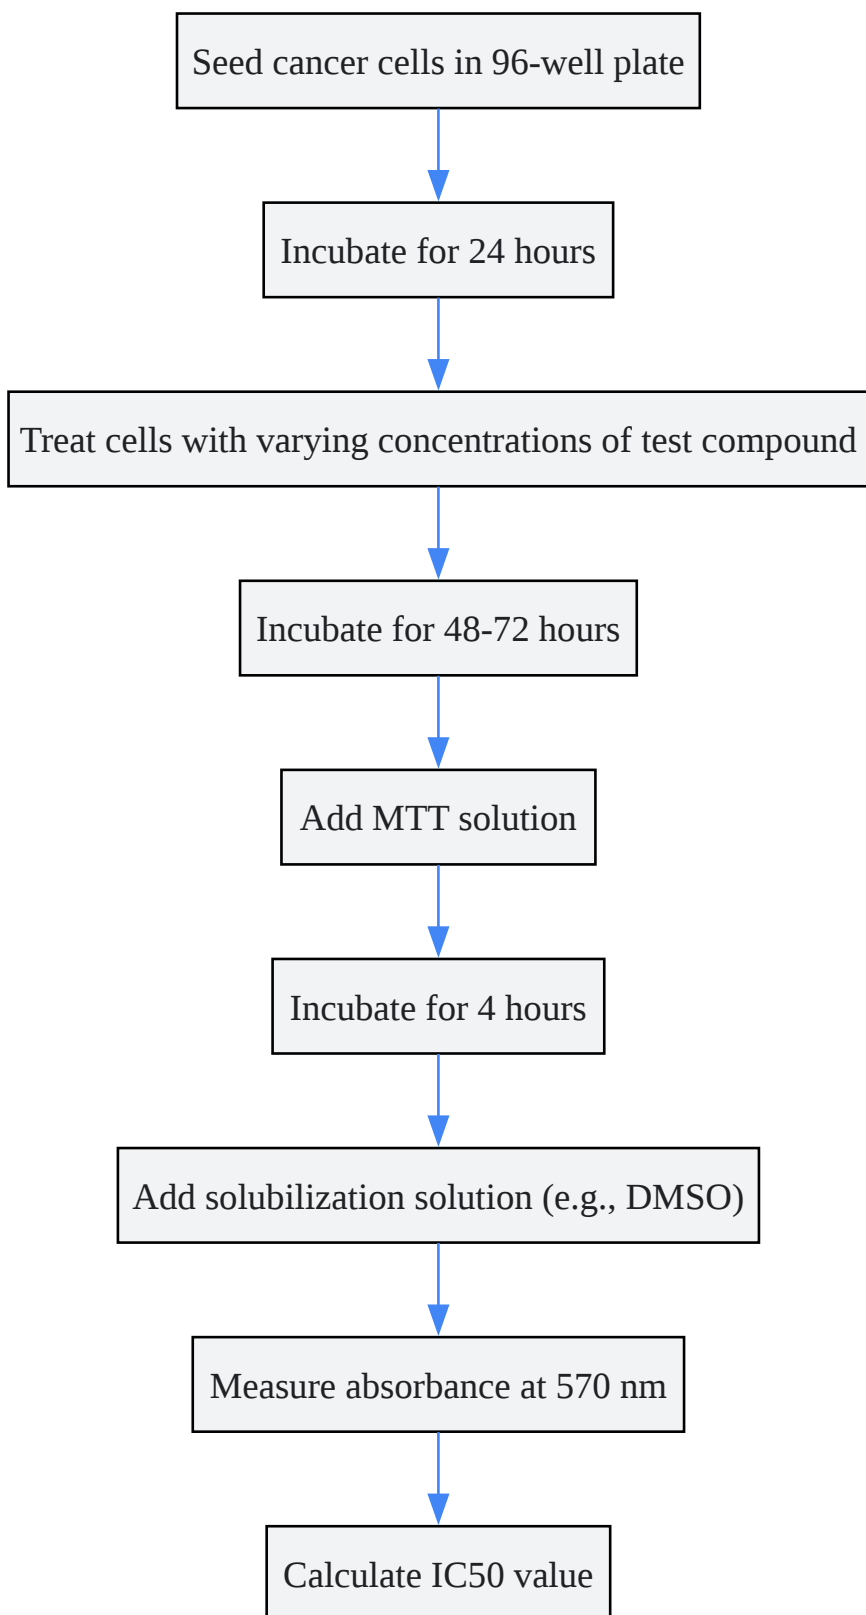 Seed cancer cells in 96-well plate
Incubate for 24 hours
Treat cells with varying concentrations of test compound
Incubate for 48-72 hours
Add MTT solution
Incubate for 4 hours
Add solubilization solution (e.g., DMSO)
Measure absorbance at 570 nm
Calculate IC50 value